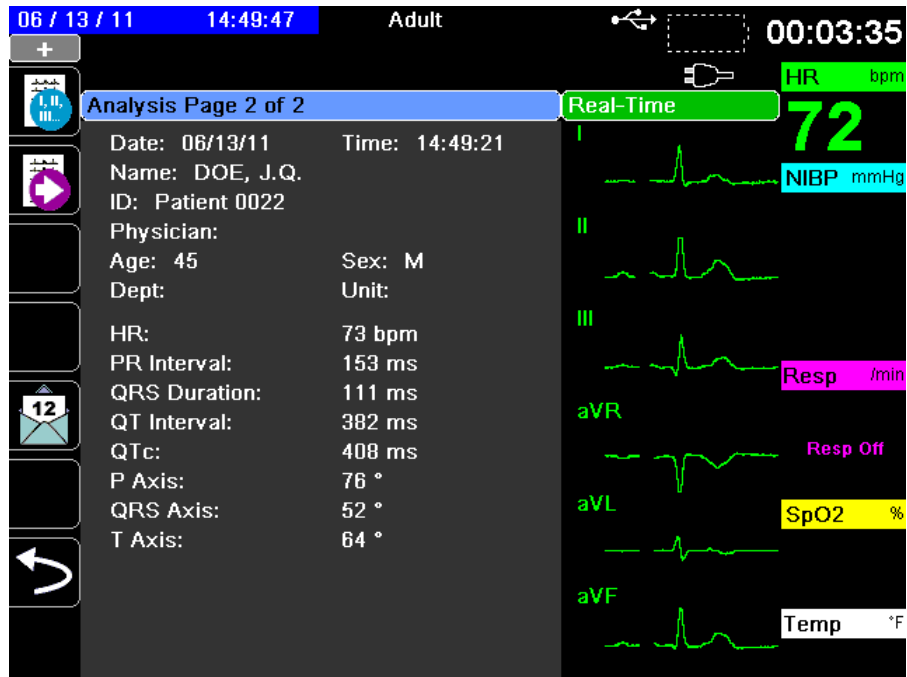 06 / 13 / 11 14:49:47 Adult 00:03:35
+
HR bpm
72
NIBP mmHg
Resp /min
Resp Off
SpO2 %
Temp °F
I, II, III...
12
Analysis Page 2 of 2
Date: 06/13/11 Time: 14:49:21
Name: DOE, J.Q.
ID: Patient 0022
Physician:
Age: 45 Sex: M
Dept: Unit:
HR: 73 bpm
PR Interval: 153 ms
QRS Duration: 111 ms
QT Interval: 382 ms
QTc: 408 ms
P Axis: 76 °
QRS Axis: 52 °
T Axis: 64 °
Real-Time
I
II
III
aVR
aVL
aVF